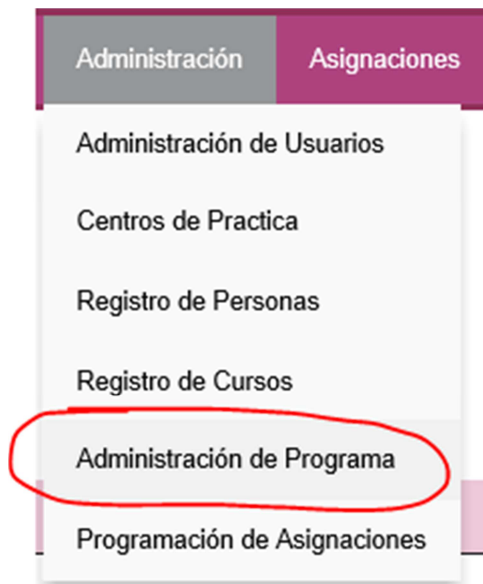 Administración Asignaciones
Administración de Usuarios
Centros de Practica
Registro de Personas
Registro de Cursos
Administración de Programa
Programación de Asignaciones